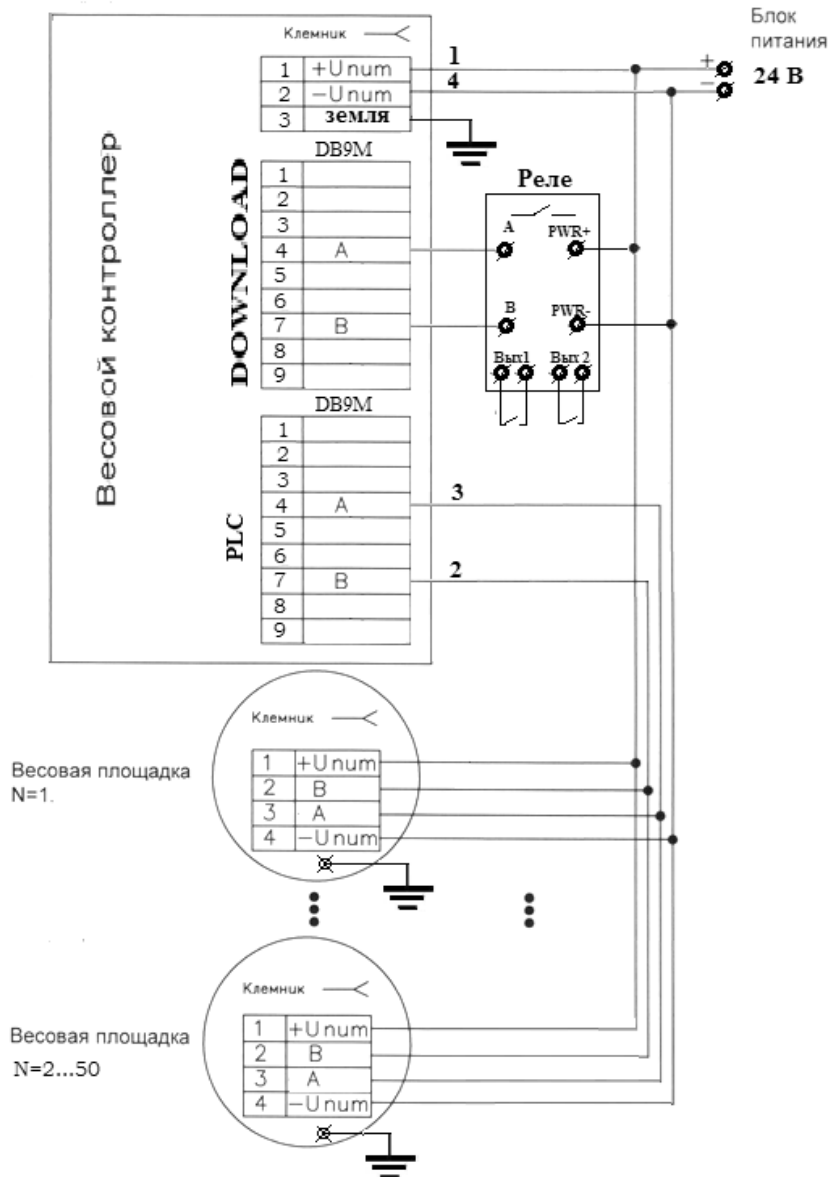 Блок
питания
Клемник
1 +Uпит 1 +
2 -Uпит 4 - 24 В
3 земля
Весовой контроллер
DB9M
DOWNLOAD
1
2
3
4 A
5
6
7 B
8
9
Реле
A PWR+
B PWR-
Вых1 Вых 2
DB9M
PLC
1
2
3
4 A 3
5
6
7 B 2
8
9
Клемник
Весовая площадка
N=1.
1 +Uпит
2 B
3 A
4 -Uпит
Клемник
Весовая площадка
N=2...50
1 +Uпит
2 B
3 A
4 -Uпит